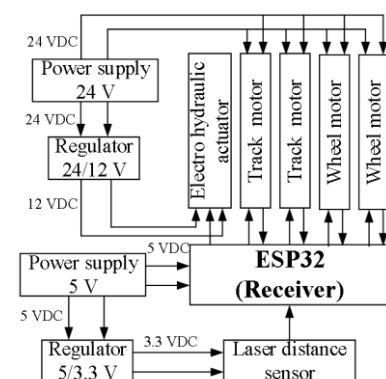 24 VDC
Power supply
24 V
24 VDC
Regulator
24/12 V
12 VDC
Electro hydraulic
actuator
Track motor
Track motor
Wheel motor
Wheel motor
Power supply
5 V
5 VDC
ESP32
(Receiver)
5 VDC
Regulator
5/3.3 V
3.3 VDC
Laser distance
sensor